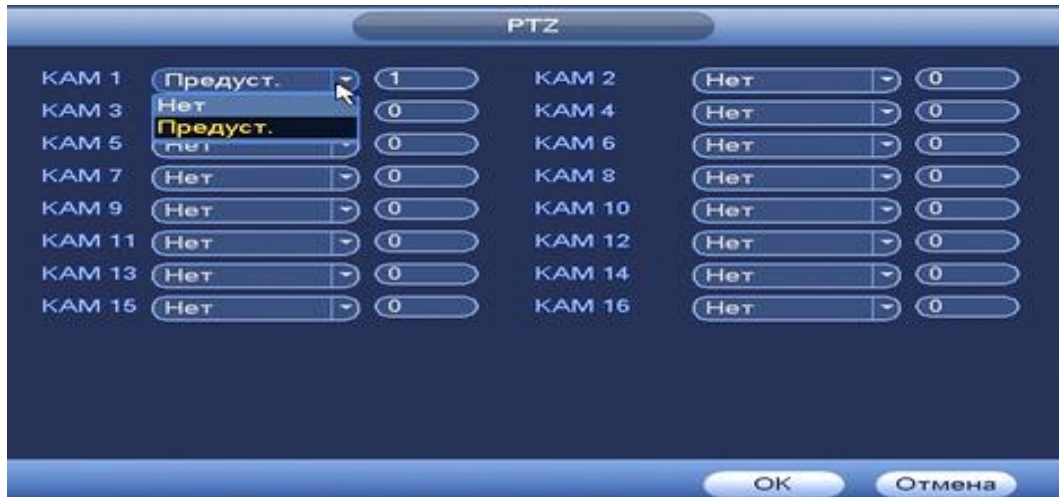 PTZ
КАМ 1 Предуст. 1 КАМ 2 Нет 0
Нет
КАМ 3 0 КАМ 4 Нет 0
Предуст.
КАМ 5 Нет 0 КАМ 6 Нет 0
КАМ 7 Нет 0 КАМ 8 Нет 0
КАМ 9 Нет 0 КАМ 10 Нет 0
КАМ 11 Нет 0 КАМ 12 Нет 0
КАМ 13 Нет 0 КАМ 14 Нет 0
КАМ 15 Нет 0 КАМ 16 Нет 0
OK Отмена